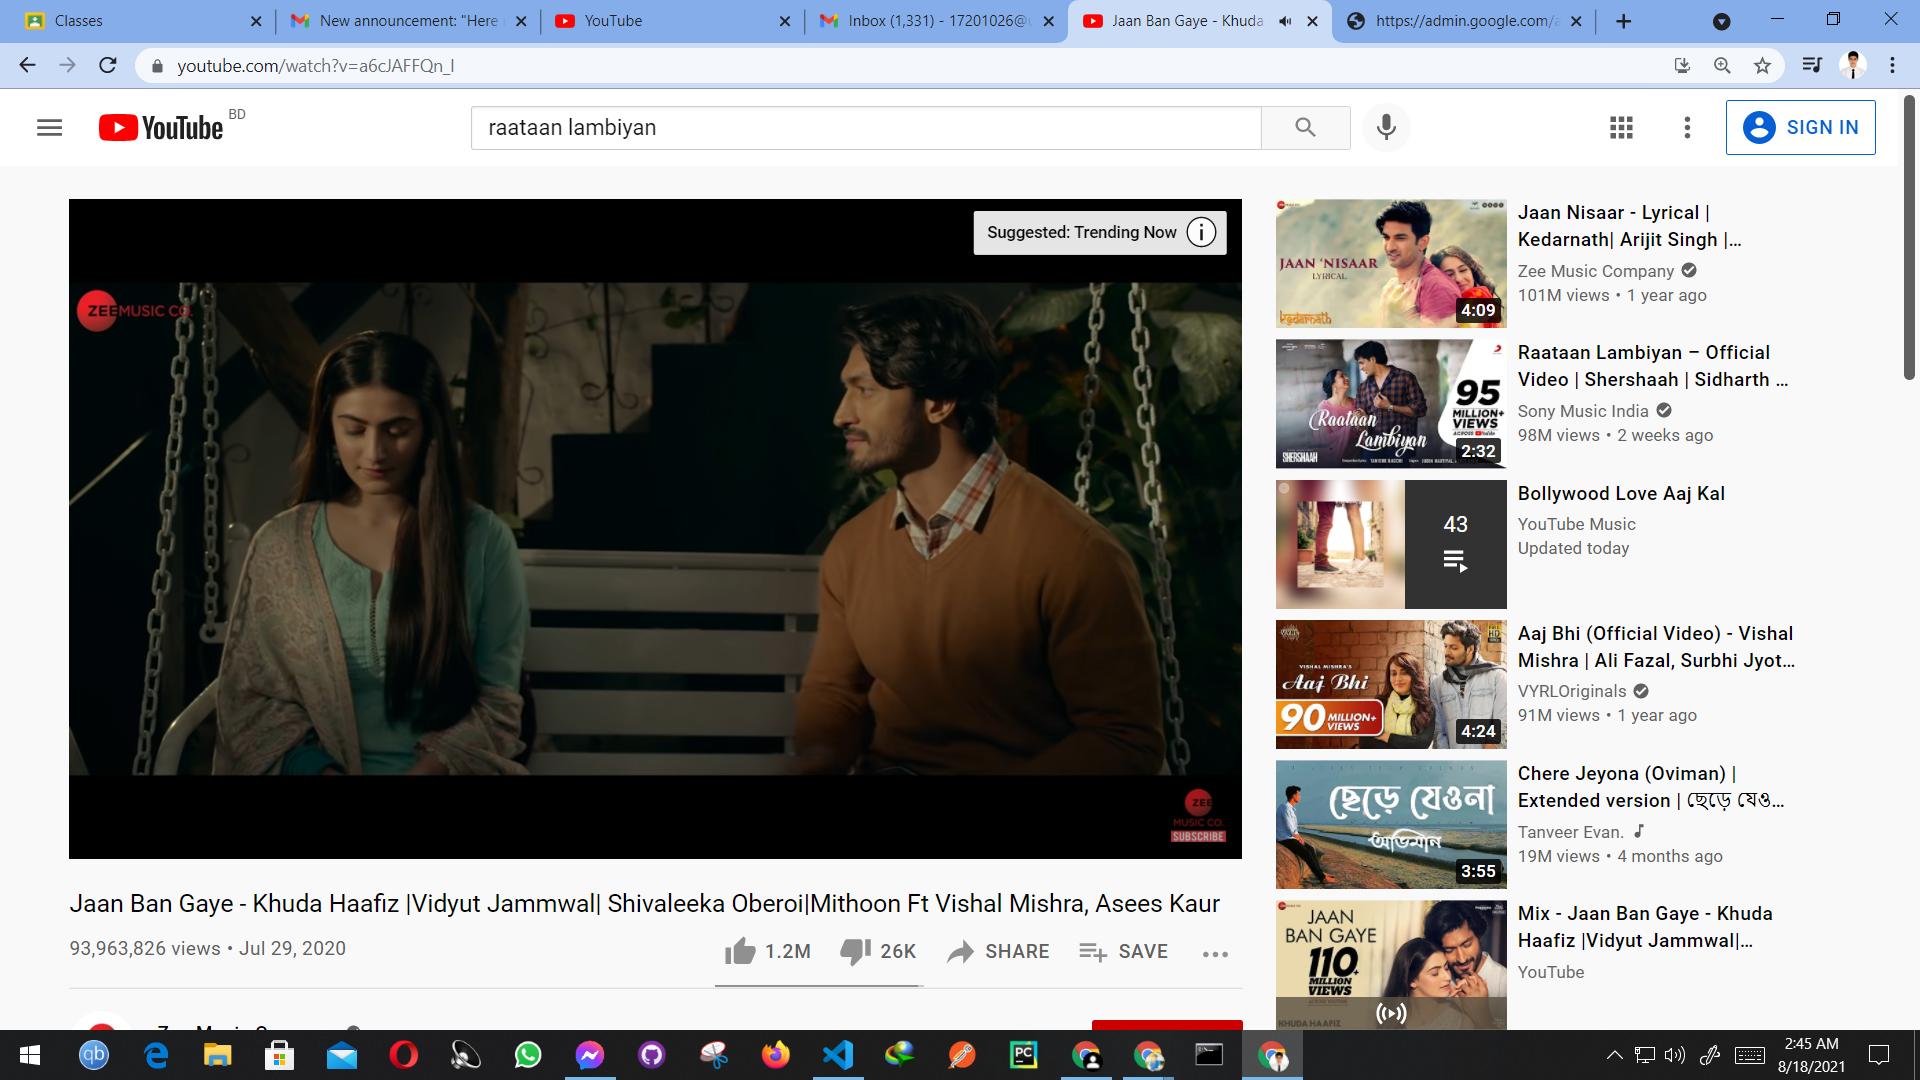 Classes
New announcement: "Here
YouTube
Inbox (1,331) - 17201026@
Jaan Ban Gaye - Khuda
https://admin.google.com/
youtube.com/watch?v=a6cJAFFQn_I
YouTube BD
raataan lambiyan
SIGN IN
Suggested: Trending Now
ZEE MUSIC CO.
ZEE
MUSIC CO.
SUBSCRIBE
Jaan Ban Gaye - Khuda Haafiz |Vidyut Jammwal| Shivaleeka Oberoi|Mithoon Ft Vishal Mishra, Asees Kaur
93,963,826 views • Jul 29, 2020
1.2M
26K
SHARE
SAVE
JAAN 'NISAAR
LYRICAL
kedarnath
4:09
Jaan Nisaar - Lyrical |
Kedarnath| Arijit Singh |...
Zee Music Company
101M views • 1 year ago
95
MILLION+
VIEWS
Raataan
Lambiyan
SHERSHAAH
2:32
Raataan Lambiyan – Official
Video | Shershaah | Sidharth ...
Sony Music India
98M views • 2 weeks ago
43
Bollywood Love Aaj Kal
YouTube Music
Updated today
VISHAL MISHRA'S
Aaj Bhi
90 MILLION+
VIEWS
HD
4:24
Aaj Bhi (Official Video) - Vishal
Mishra | Ali Fazal, Surbhi Jyot...
VYRLOriginals
91M views • 1 year ago
ছেড়ে যেওনা
অভিমান
3:55
Chere Jeyona (Oviman) |
Extended version | ছেড়ে যেও...
Tanveer Evan.
19M views • 4 months ago
JAAN
BAN GAYE
110+
MILLION
VIEWS
KHUDA HAAFIZ
Mix - Jaan Ban Gaye - Khuda
Haafiz |Vidyut Jammwal|...
YouTube
qb
PC
2:45 AM
8/18/2021